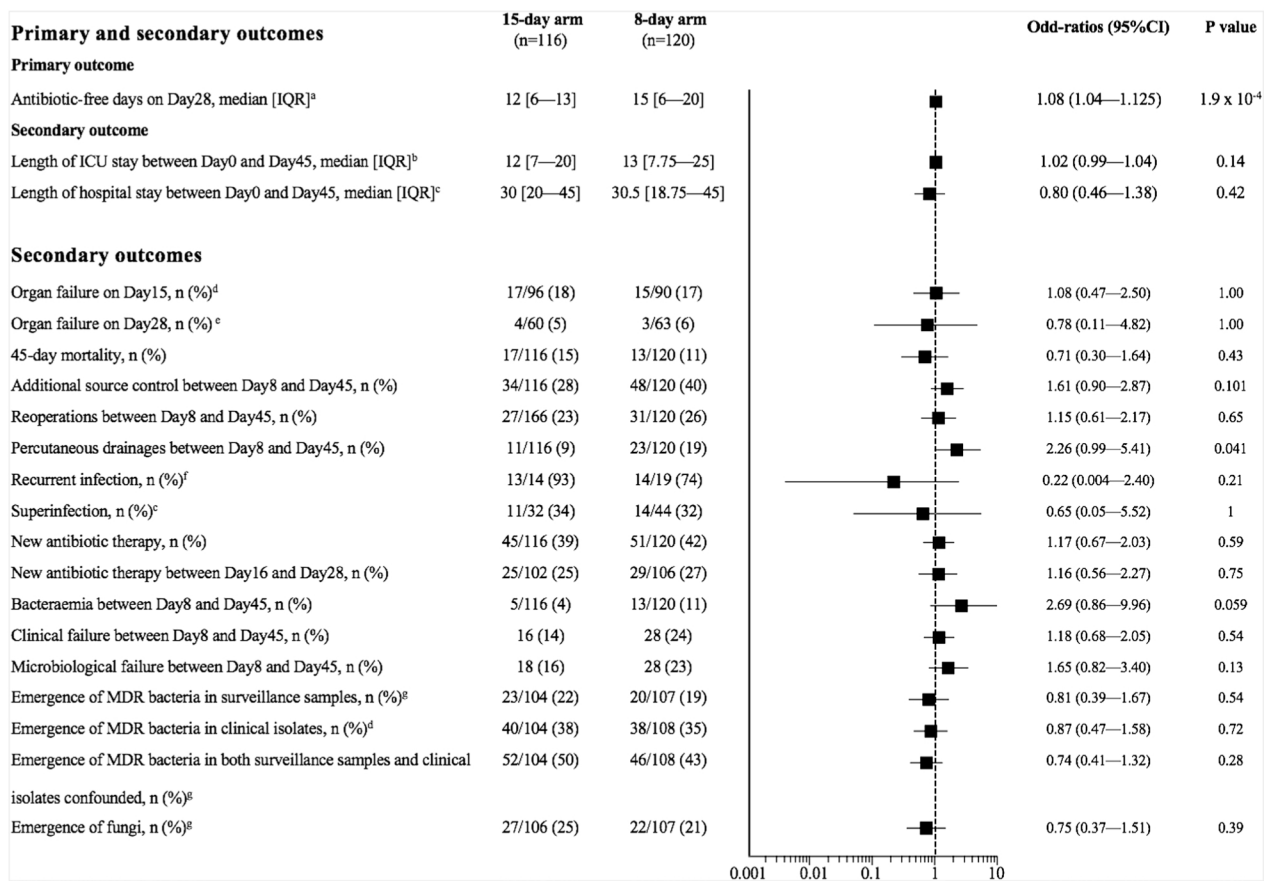 Primary and secondary outcomes 15-day arm (n=116) 8-day arm (n=120) Odd-ratios (95%CI) P value
Primary outcome
Antibiotic-free days on Day28, median [IQR]a 12 [6—13] 15 [6—20] 1.08 (1.04—1.125) 1.9 x 10-4
Secondary outcome
Length of ICU stay between Day0 and Day45, median [IQR]b 12 [7—20] 13 [7.75—25] 1.02 (0.99—1.04) 0.14
Length of hospital stay between Day0 and Day45, median [IQR]c 30 [20—45] 30.5 [18.75—45] 0.80 (0.46—1.38) 0.42
Secondary outcomes
Organ failure on Day15, n (%)d 17/96 (18) 15/90 (17) 1.08 (0.47—2.50) 1.00
Organ failure on Day28, n (%) e 4/60 (5) 3/63 (6) 0.78 (0.11—4.82) 1.00
45-day mortality, n (%) 17/116 (15) 13/120 (11) 0.71 (0.30—1.64) 0.43
Additional source control between Day8 and Day45, n (%) 34/116 (28) 48/120 (40) 1.61 (0.90—2.87) 0.101
Reoperations between Day8 and Day45, n (%) 27/166 (23) 31/120 (26) 1.15 (0.61—2.17) 0.65
Percutaneous drainages between Day8 and Day45, n (%) 11/116 (9) 23/120 (19) 2.26 (0.99—5.41) 0.041
Recurrent infection, n (%)f 13/14 (93) 14/19 (74) 0.22 (0.004—2.40) 0.21
Superinfection, n (%)c 11/32 (34) 14/44 (32) 0.65 (0.05—5.52) 1
New antibiotic therapy, n (%) 45/116 (39) 51/120 (42) 1.17 (0.67—2.03) 0.59
New antibiotic therapy between Day16 and Day28, n (%) 25/102 (25) 29/106 (27) 1.16 (0.56—2.27) 0.75
Bacteraemia between Day8 and Day45, n (%) 5/116 (4) 13/120 (11) 2.69 (0.86—9.96) 0.059
Clinical failure between Day8 and Day45, n (%) 16 (14) 28 (24) 1.18 (0.68—2.05) 0.54
Microbiological failure between Day8 and Day45, n (%) 18 (16) 28 (23) 1.65 (0.82—3.40) 0.13
Emergence of MDR bacteria in surveillance samples, n (%)g 23/104 (22) 20/107 (19) 0.81 (0.39—1.67) 0.54
Emergence of MDR bacteria in clinical isolates, n (%)d 40/104 (38) 38/108 (35) 0.87 (0.47—1.58) 0.72
Emergence of MDR bacteria in both surveillance samples and clinical 52/104 (50) 46/108 (43) 0.74 (0.41—1.32) 0.28
isolates confounded, n (%)g
Emergence of fungi, n (%)g 27/106 (25) 22/107 (21) 0.75 (0.37—1.51) 0.39
0.001 0.01 0.1 1 10